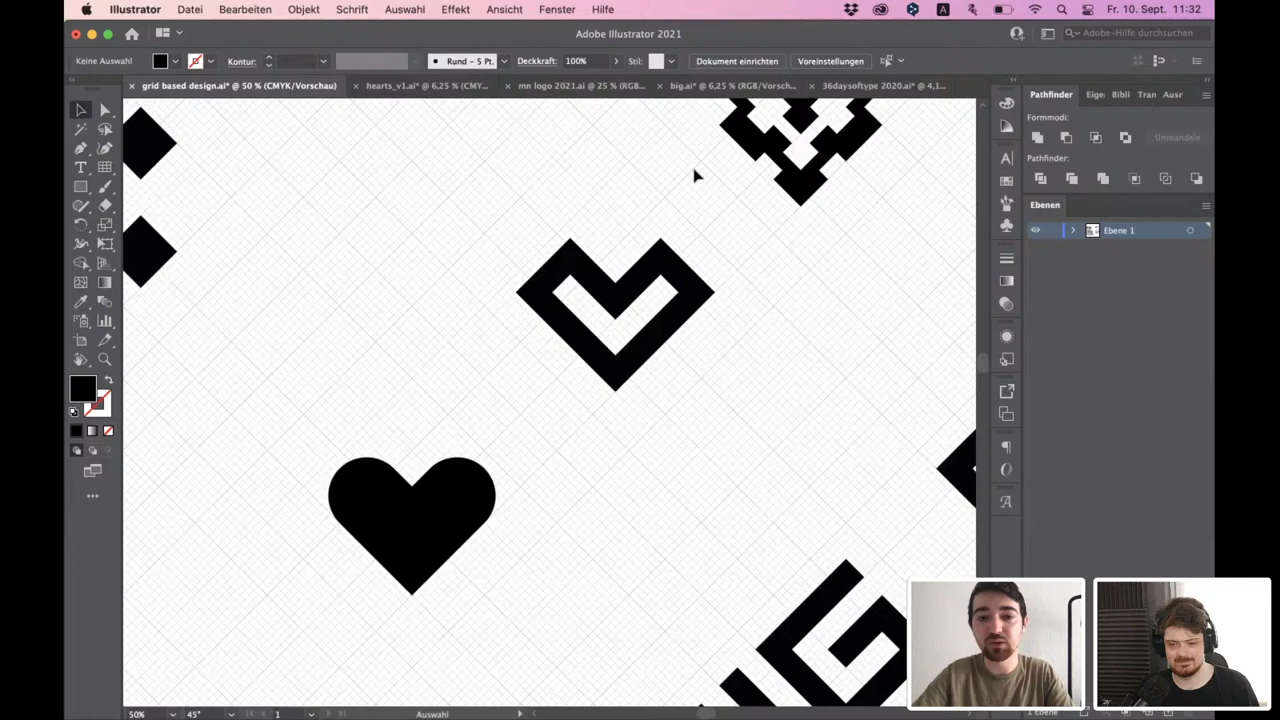 Illustrator Datei Bearbeiten Objekt Schrift Auswahl Effekt Ansicht Fenster Hilfe Fr. 10. Sept. 11:32
Adobe Illustrator 2021
Adobe-Hilfe durchsuchen
Keine Auswahl Kontur: Rund – 5 Pt. Deckkraft: 100% Stil: Dokument einrichten Voreinstellungen
grid based design.ai* @ 50 % (CMYK/Vorschau) hearts_v1.ai* @ 6,25 % (CMY... mn logo 2021.ai @ 25 % (RGB... big.ai* @ 6,25 % (RGB/Vorsch... 36daysoftype 2020.ai* @ 4,1...
Pathfinder Eige Bibli Tran Ausr
Formmodi:
Umwandeln
Pathfinder:
Ebenen
Ebene 1
50% 45° 1 Auswahl
1 Ebene